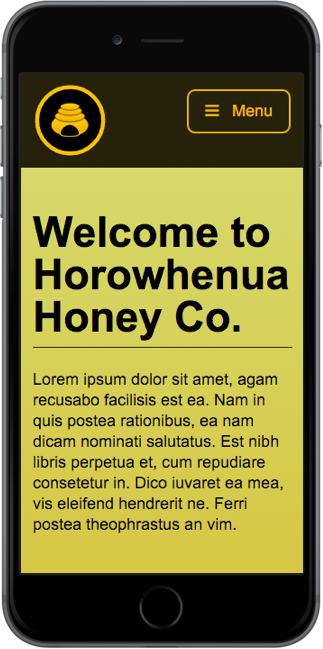 Menu
Welcome to
Horowhenua
Honey Co.
Lorem ipsum dolor sit amet, agam
recusabo facilisis est ea. Nam in
quis postea rationibus, ea nam
dicam nominati salutatus. Est nibh
libris perpetua et, cum repudiare
consetetur in. Dico iuvaret ea mea,
vis eleifend hendrerit ne. Ferri
postea theophrastus an vim.